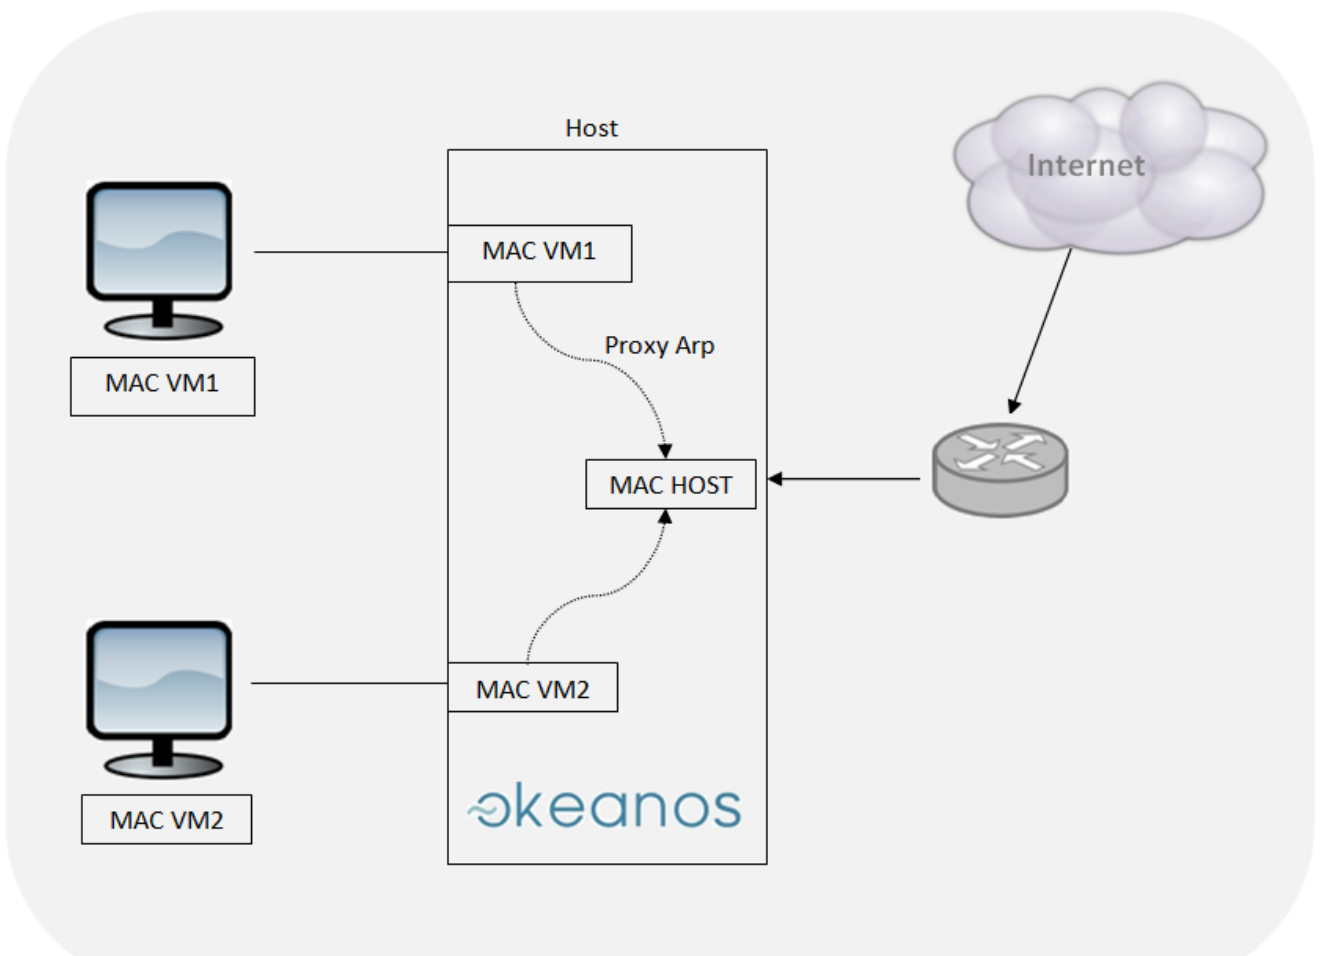 Host
Internet
MAC VM1
Proxy Arp
MAC VM1
MAC HOST
MAC VM2
MAC VM2
~okeanos